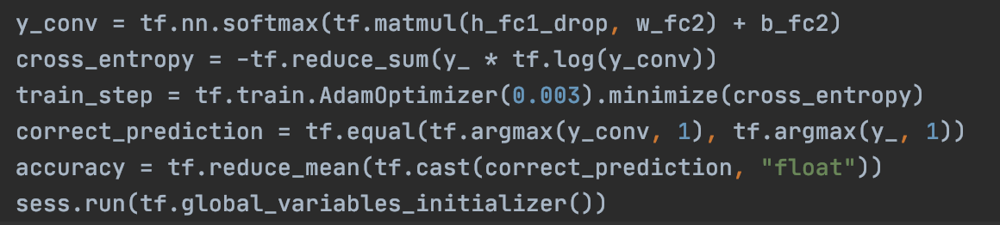 y_conv = tf.nn.softmax(tf.matmul(h_fc1_drop, w_fc2) + b_fc2)
cross_entropy = -tf.reduce_sum(y_ * tf.log(y_conv))
train_step = tf.train.AdamOptimizer(0.003).minimize(cross_entropy)
correct_prediction = tf.equal(tf.argmax(y_conv, 1), tf.argmax(y_, 1))
accuracy = tf.reduce_mean(tf.cast(correct_prediction, "float"))
sess.run(tf.global_variables_initializer())